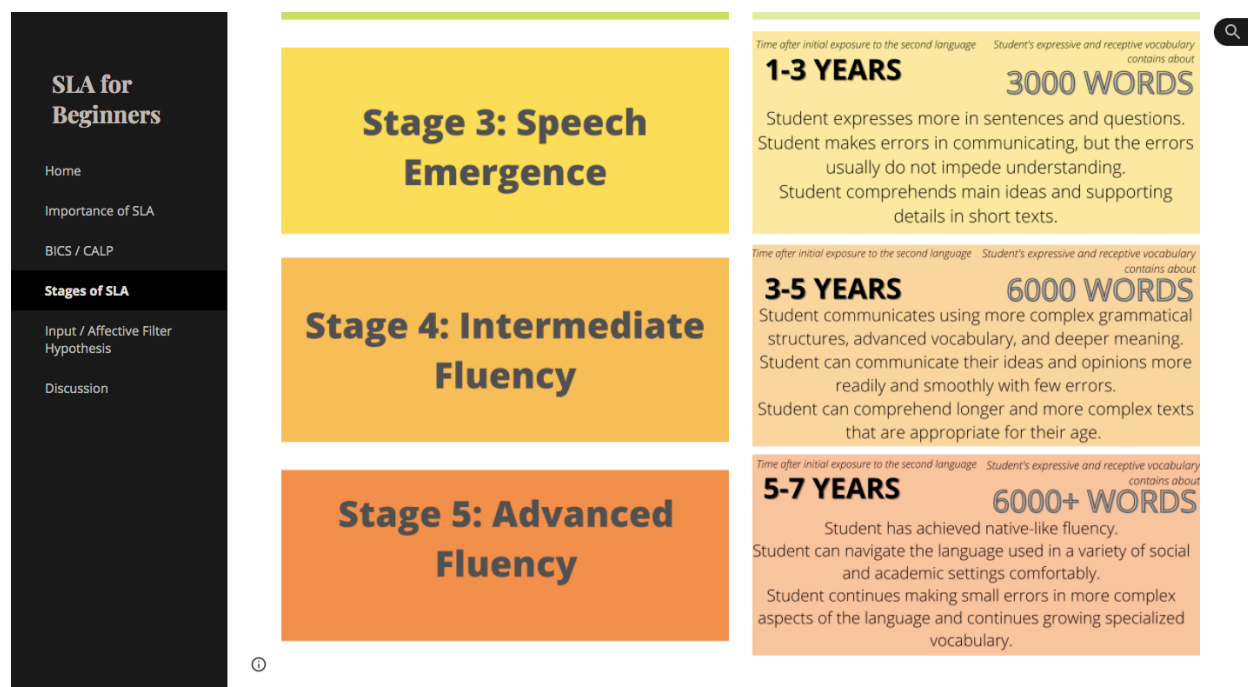 SLA for
Beginners
Home
Importance of SLA
BICS / CALP
Stages of SLA
Input / Affective Filter
Hypothesis
Discussion
Stage 3: Speech
Emergence
Time after initial exposure to the second language
1-3 YEARS
Student's expressive and receptive vocabulary
contains about
3000 WORDS
Student expresses more in sentences and questions.
Student makes errors in communicating, but the errors
usually do not impede understanding.
Student comprehends main ideas and supporting
details in short texts.
Stage 4: Intermediate
Fluency
Time after initial exposure to the second language
3-5 YEARS
Student's expressive and receptive vocabulary
contains about
6000 WORDS
Student communicates using more complex grammatical
structures, advanced vocabulary, and deeper meaning.
Student can communicate their ideas and opinions more
readily and smoothly with few errors.
Student can comprehend longer and more complex texts
that are appropriate for their age.
Stage 5: Advanced
Fluency
Time after initial exposure to the second language
5-7 YEARS
Student's expressive and receptive vocabulary
contains about
6000+ WORDS
Student has achieved native-like fluency.
Student can navigate the language used in a variety of social
and academic settings comfortably.
Student continues making small errors in more complex
aspects of the language and continues growing specialized
vocabulary.